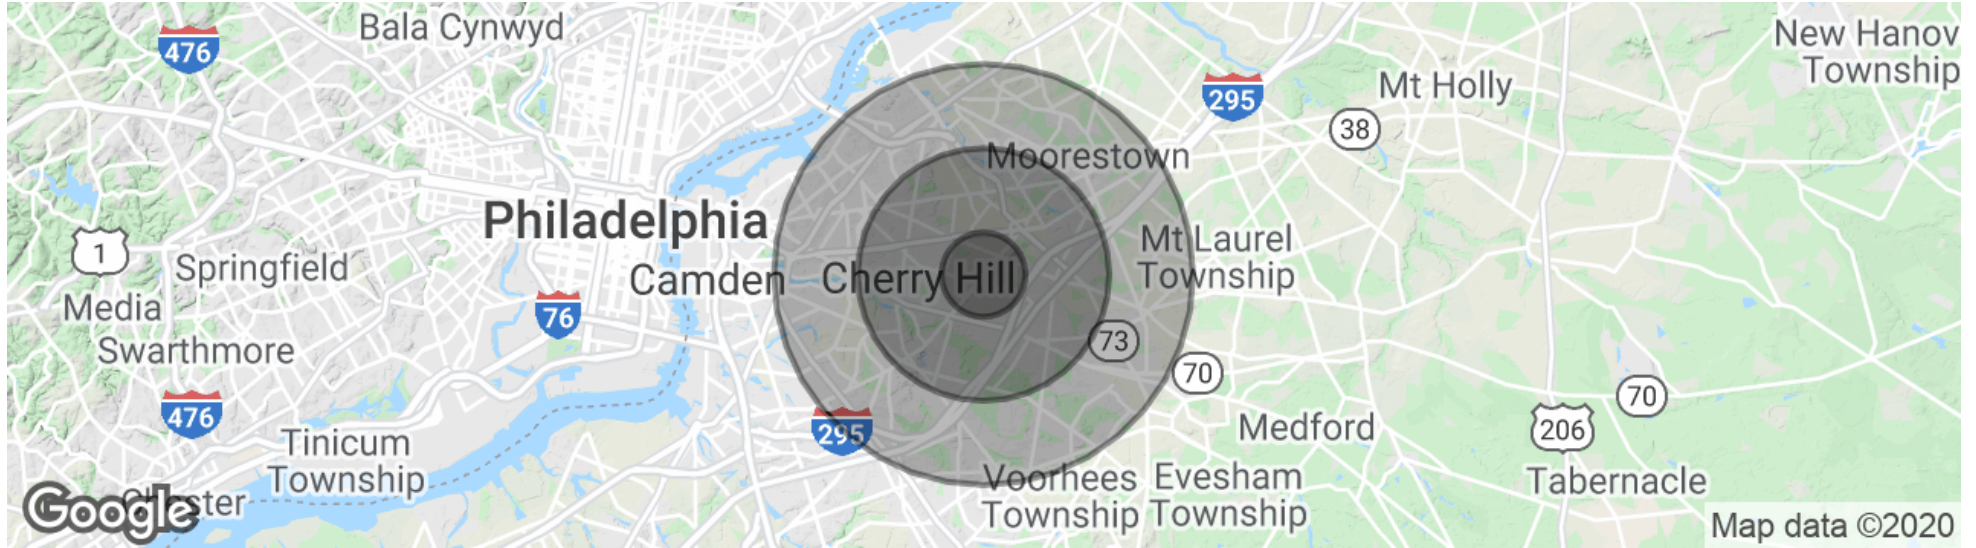 Bala Cynwyd
New Hanov
Township
476
295
Mt Holly
38
Moorestown
Philadelphia
1
Springfield
Camden
Cherry Hill
Mt Laurel
Township
Media
76
Swarthmore
73
70
70
476
295
Medford
206
Tinicum
Township
Voorhees
Township
Evesham
Township
Tabernacle
Chester
Google
Map data ©2020